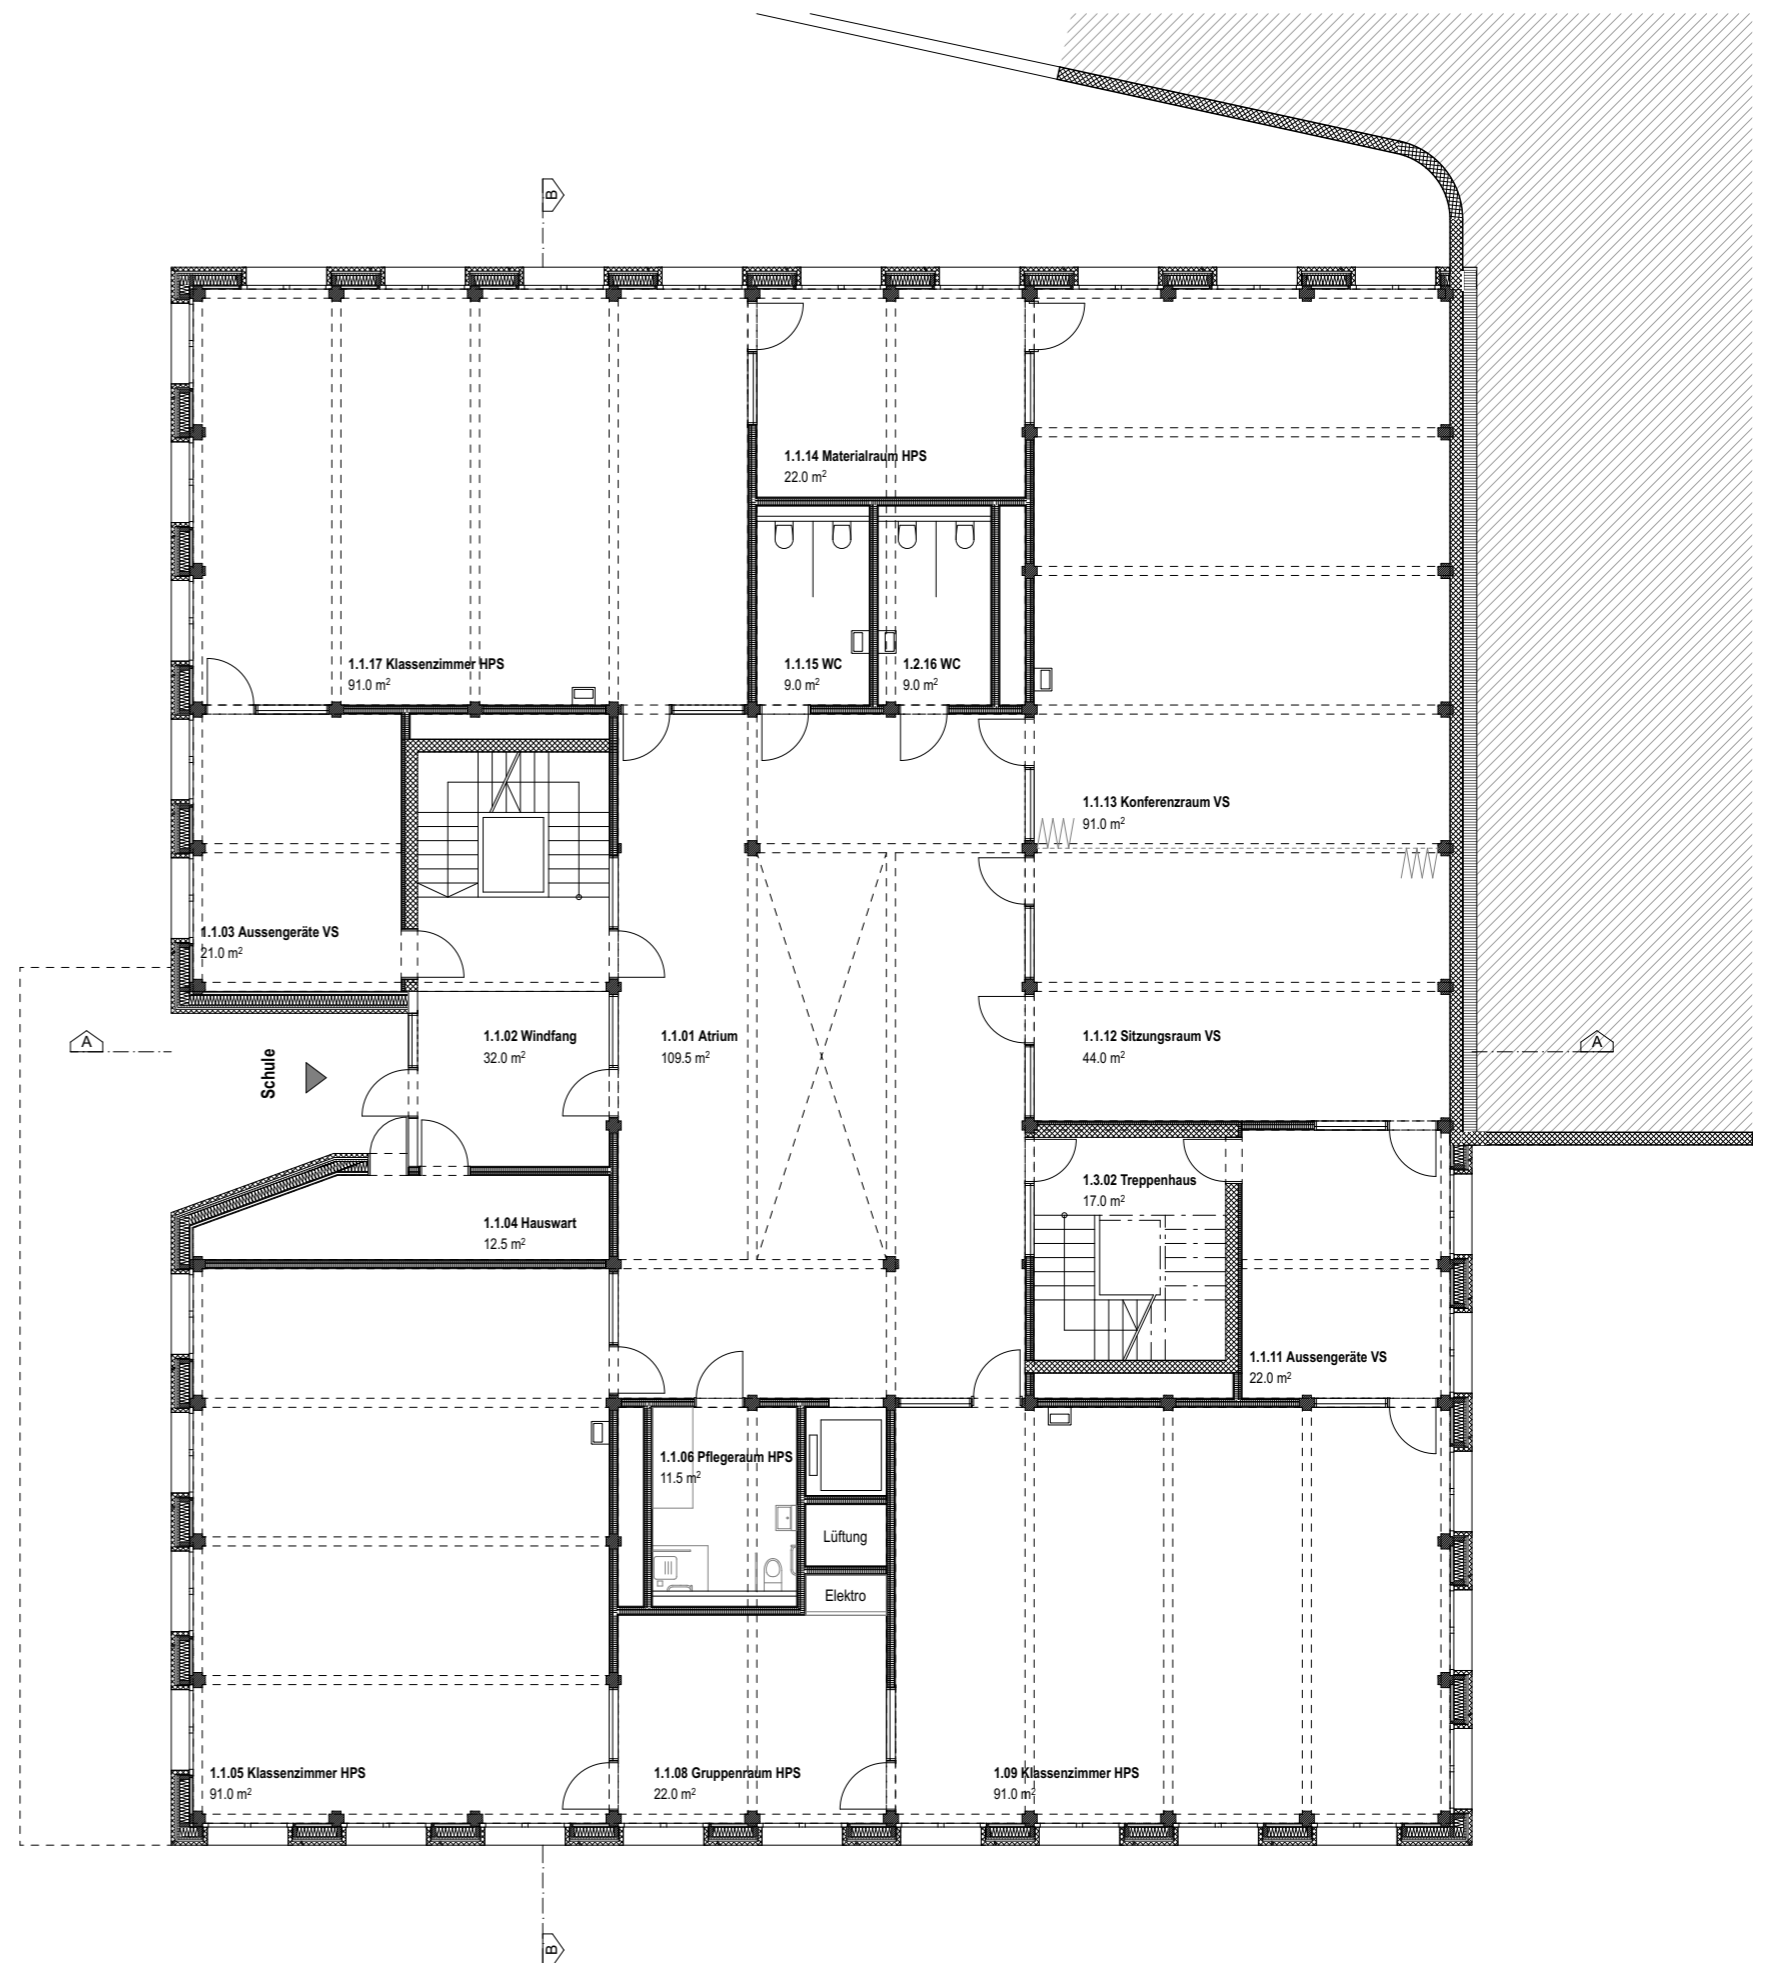 B
1.1.14 Materialraum HPS
22.0 m²
1.1.17 Klassenzimmer HPS
91.0 m²
1.1.15 WC
9.0 m²
1.2.16 WC
9.0 m²
1.1.13 Konferenzraum VS
91.0 m²
1.1.03 Aussengeräte VS
21.0 m²
A
Schule
1.1.02 Windfang
32.0 m²
1.1.01 Atrium
109.5 m²
1.1.12 Sitzungsraum VS
44.0 m²
A
1.3.02 Treppenhaus
17.0 m²
1.1.04 Hauswart
12.5 m²
1.1.11 Aussengeräte VS
22.0 m²
1.1.06 Pflegeraum HPS
11.5 m²
Lüftung
Elektro
1.1.05 Klassenzimmer HPS
91.0 m²
1.1.08 Gruppenraum HPS
22.0 m²
1.09 Klassenzimmer HPS
91.0 m²
B